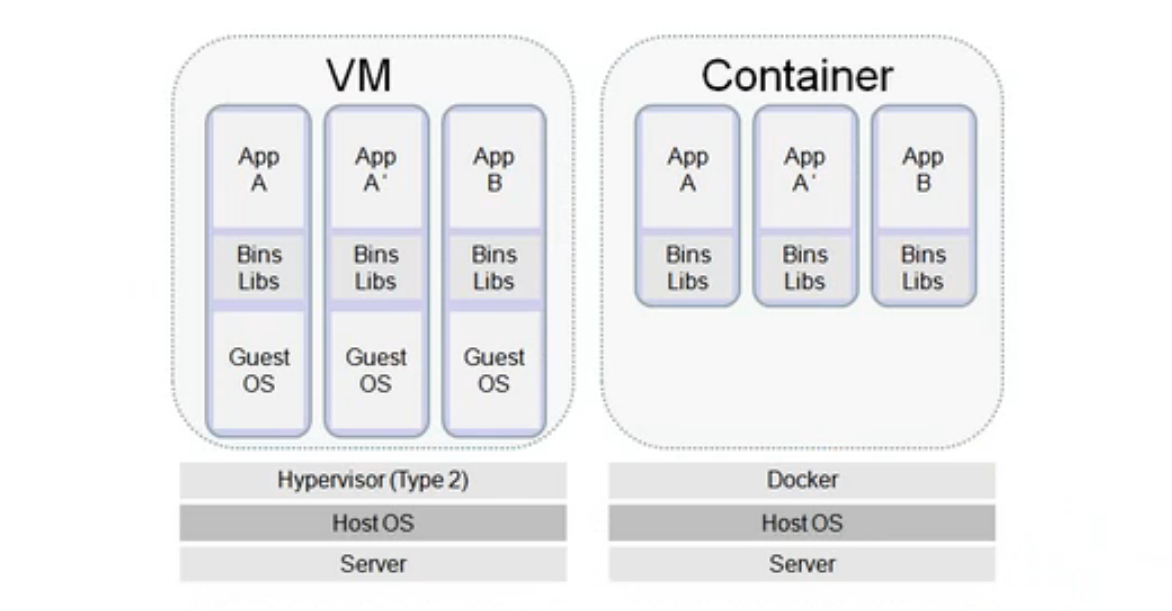 VM
App
A
App
A'
App
B
Bins
Libs
Bins
Libs
Bins
Libs
Guest
OS
Guest
OS
Guest
OS
Hypervisor (Type 2)
Host OS
Server
Container
App
A
App
A'
App
B
Bins
Libs
Bins
Libs
Bins
Libs
Docker
Host OS
Server